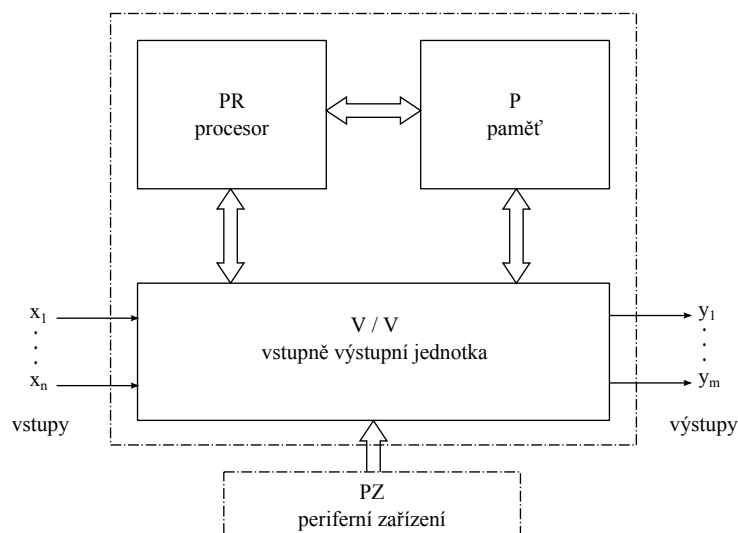 PR
procesor
P
paměť
x1
xn
vstupy
V / V
vstupně výstupní jednotka
y1
ym
výstupy
PZ
periferní zařízení